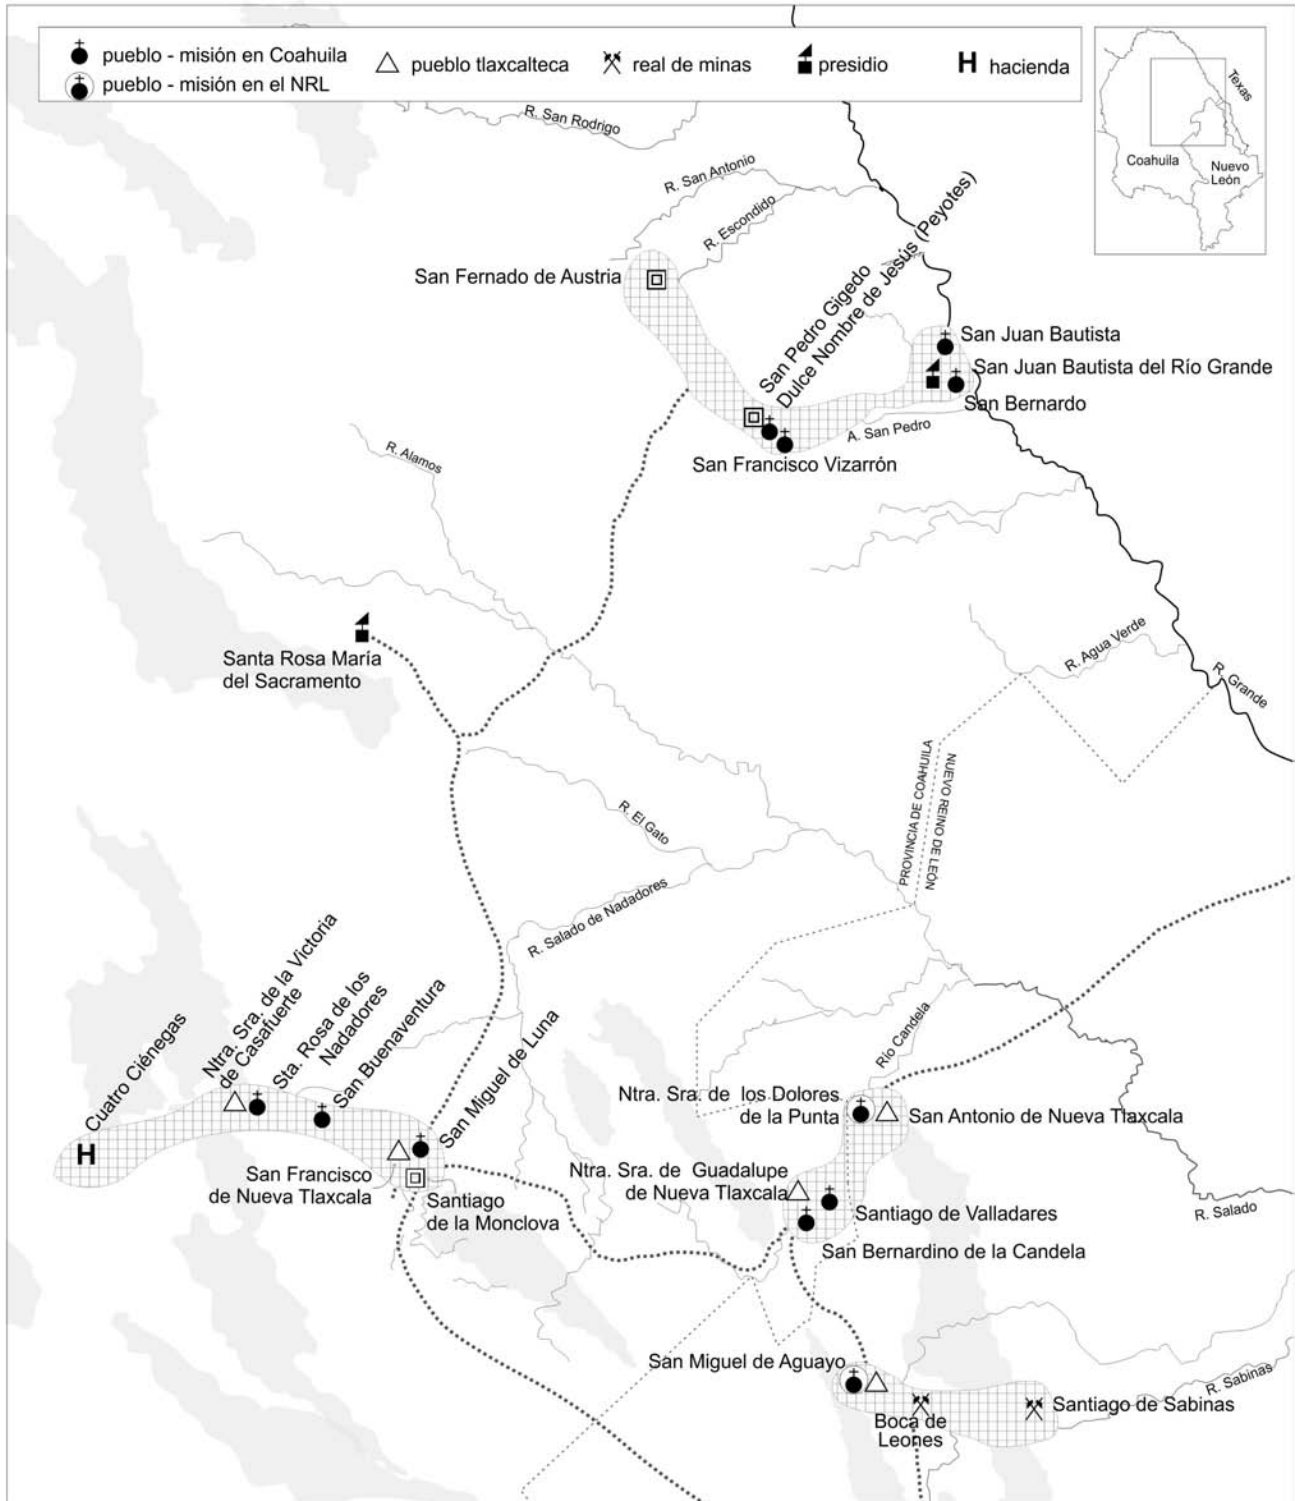 pueblo - misión en Coahuila
pueblo - misión en el NRL
pueblo tlaxcalteca
real de minas
presidio
H hacienda
Texas
Coahuila
Nuevo
León
R. San Rodrigo
R. San Antonio
R. Escondido
San Fernado de Austria
San Pedro Gigedo
Dulce Nombre de Jesús (Peyotes)
San Juan Bautista
San Juan Bautista del Río Grande
San Bernardo
A. San Pedro
San Francisco Vizarrón
R. Alamos
Santa Rosa María
del Sacramento
R. Agua Verde
R. Grande
PROVINCIA DE COAHUILA
NUEVO REINO DE LEÓN
R. El Gato
R. Salado de Nadadores
Río Candela
Cuatro Ciénegas
H
Ntra. Sra. de la Victoria
de Casafuerte
Sta. Rosa de los
Nadadores
San Buenaventura
San Miguel de Luna
San Francisco
de Nueva Tlaxcala
Santiago
de la Monclova
Ntra. Sra. de los Dolores
de la Punta
San Antonio de Nueva Tlaxcala
Ntra. Sra. de Guadalupe
de Nueva Tlaxcala
Santiago de Valladares
San Bernardino de la Candela
R. Salado
San Miguel de Aguayo
Boca de
Leones
Santiago de Sabinas
R. Sabinas